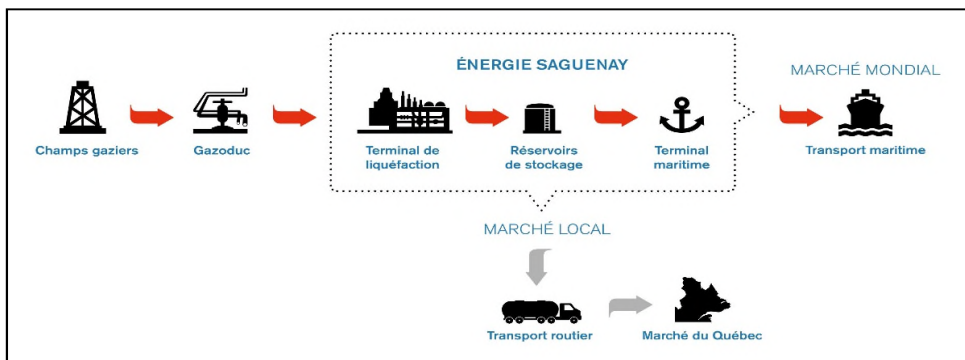 ÉNERGIE SAGUENAY
MARCHÉ MONDIAL
Champs gaziers
Gazoduc
Terminal de
liquéfaction
Réservoirs
de stockage
Terminal
maritime
Transport maritime
MARCHÉ LOCAL
Transport routier
Marché du Québec